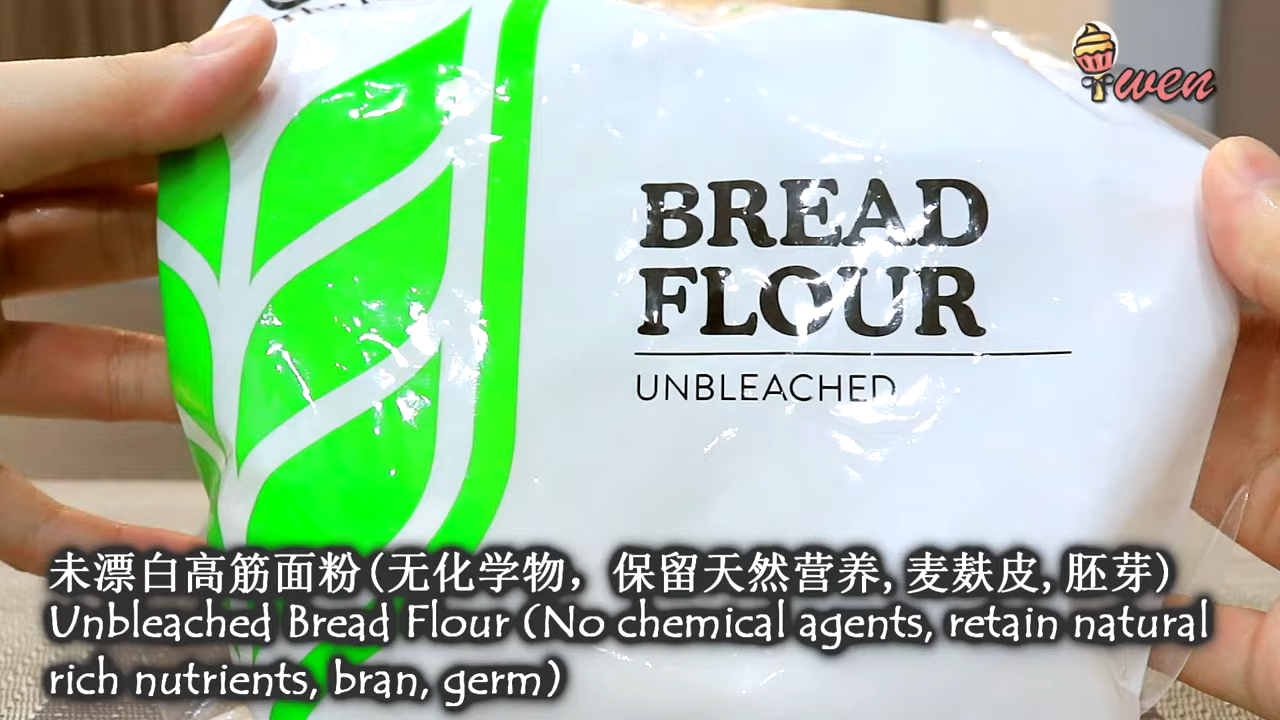 wen
BREAD
FLOUR
UNBLEACHED
未漂白高筋面粉(无化学物，保留天然营养, 麦麸皮, 胚芽)
Unbleached Bread Flour (No chemical agents, retain natural
rich nutrients, bran, germ)